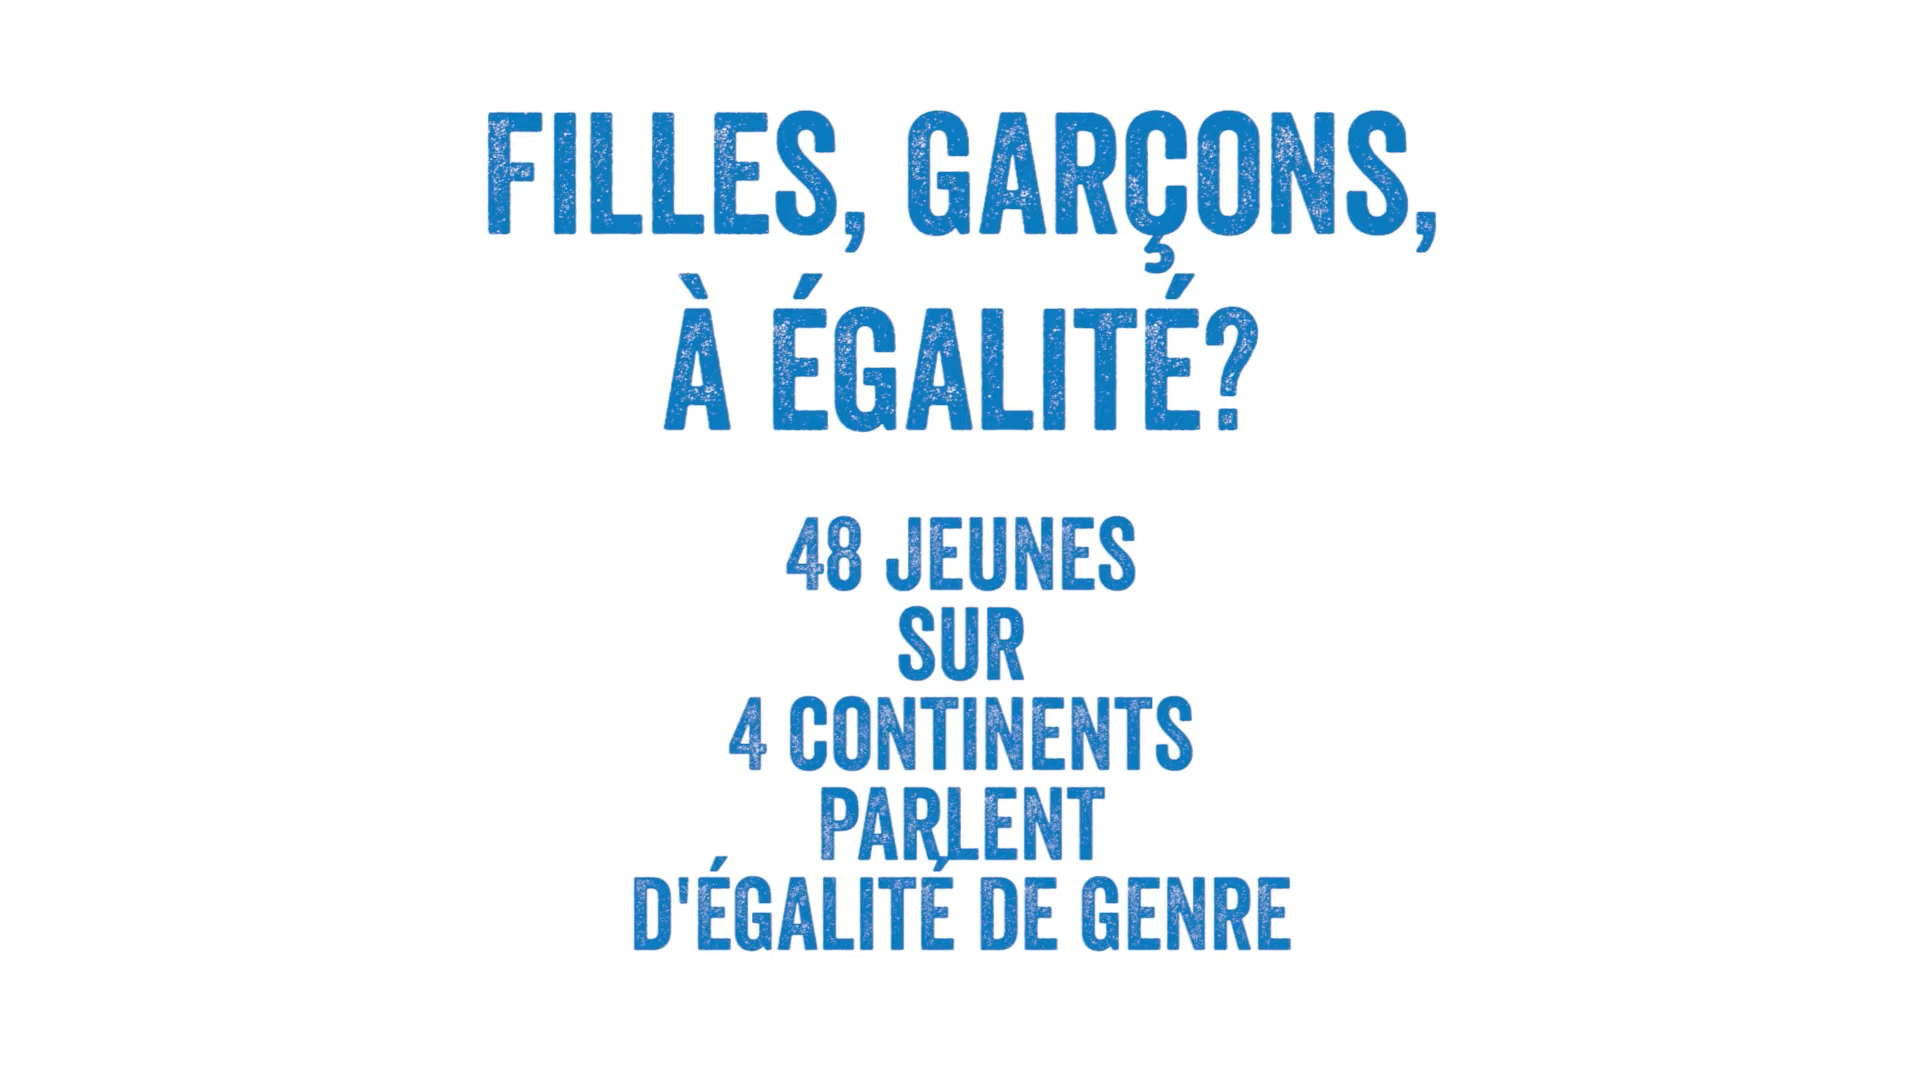 FILLES, GARÇONS,
À ÉGALITÉ?
48 JEUNES
SUR
4 CONTINENTS
PARLENT
D'ÉGALITÉ DE GENRE